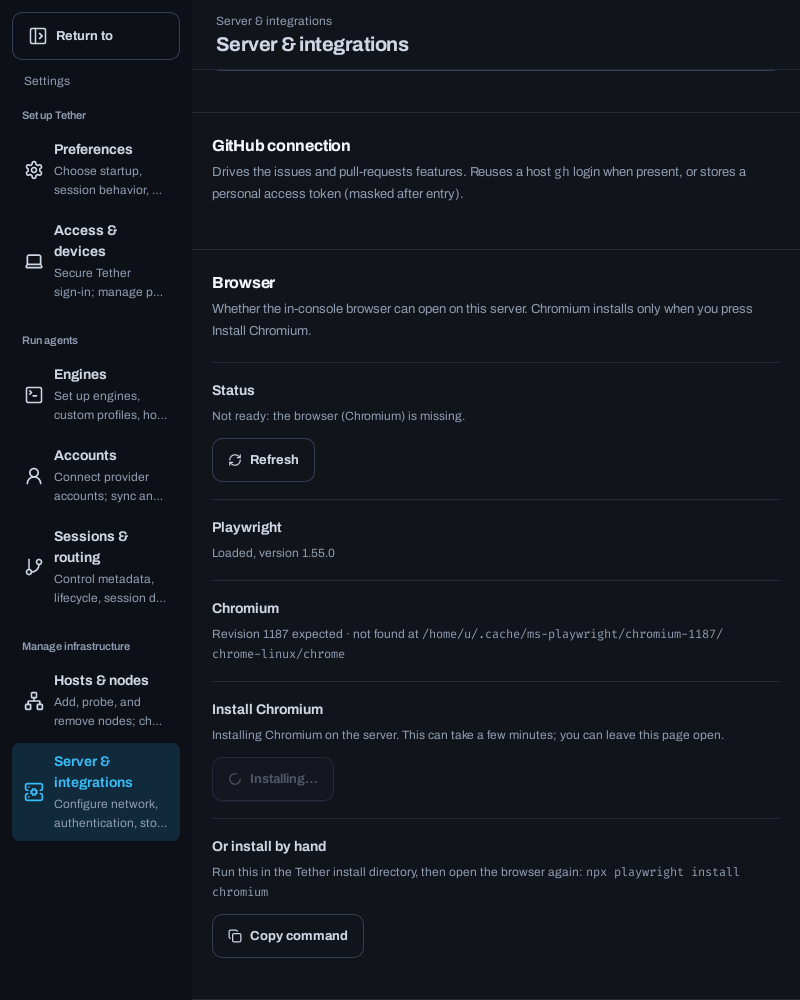 Return to
Settings
Set up Tether
Preferences
Choose startup,
session behavior, ...
Access &
devices
Secure Tether
sign-in; manage p...
Run agents
Engines
Set up engines,
custom profiles, ho...
Accounts
Connect provider
accounts; sync an...
Sessions &
routing
Control metadata,
lifecycle, session d...
Manage infrastructure
Hosts & nodes
Add, probe, and
remove nodes; ch...
Server &
integrations
Configure network,
authentication, sto...
Server & integrations
Server & integrations
GitHub connection
Drives the issues and pull-requests features. Reuses a host gh login when present, or stores a
personal access token (masked after entry).
Browser
Whether the in-console browser can open on this server. Chromium installs only when you press
Install Chromium.
Status
Not ready: the browser (Chromium) is missing.
Refresh
Playwright
Loaded, version 1.55.0
Chromium
Revision 1187 expected · not found at /home/u/.cache/ms-playwright/chromium-1187/
chrome-linux/chrome
Install Chromium
Installing Chromium on the server. This can take a few minutes; you can leave this page open.
Installing...
Or install by hand
Run this in the Tether install directory, then open the browser again: npx playwright install
chromium
Copy command